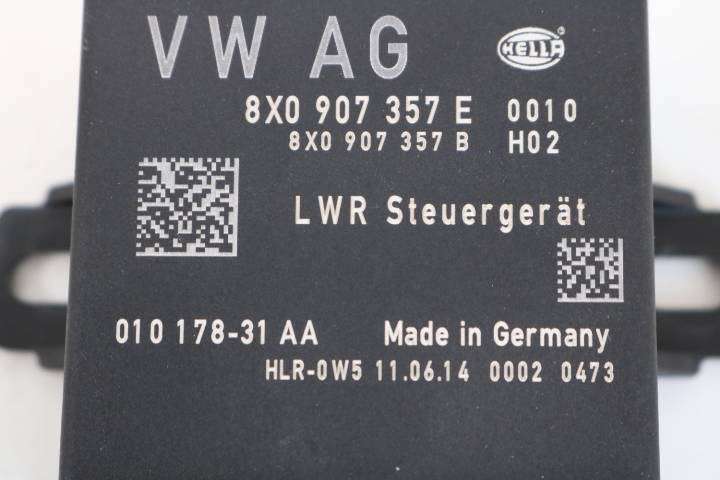 VW AG HELLA
8X0 907 357 E 0010
8X0 907 357 B H02
LWR Steuergerät
010 178-31 AA Made in Germany
HLR-0W5 11.06.14 0002 0473